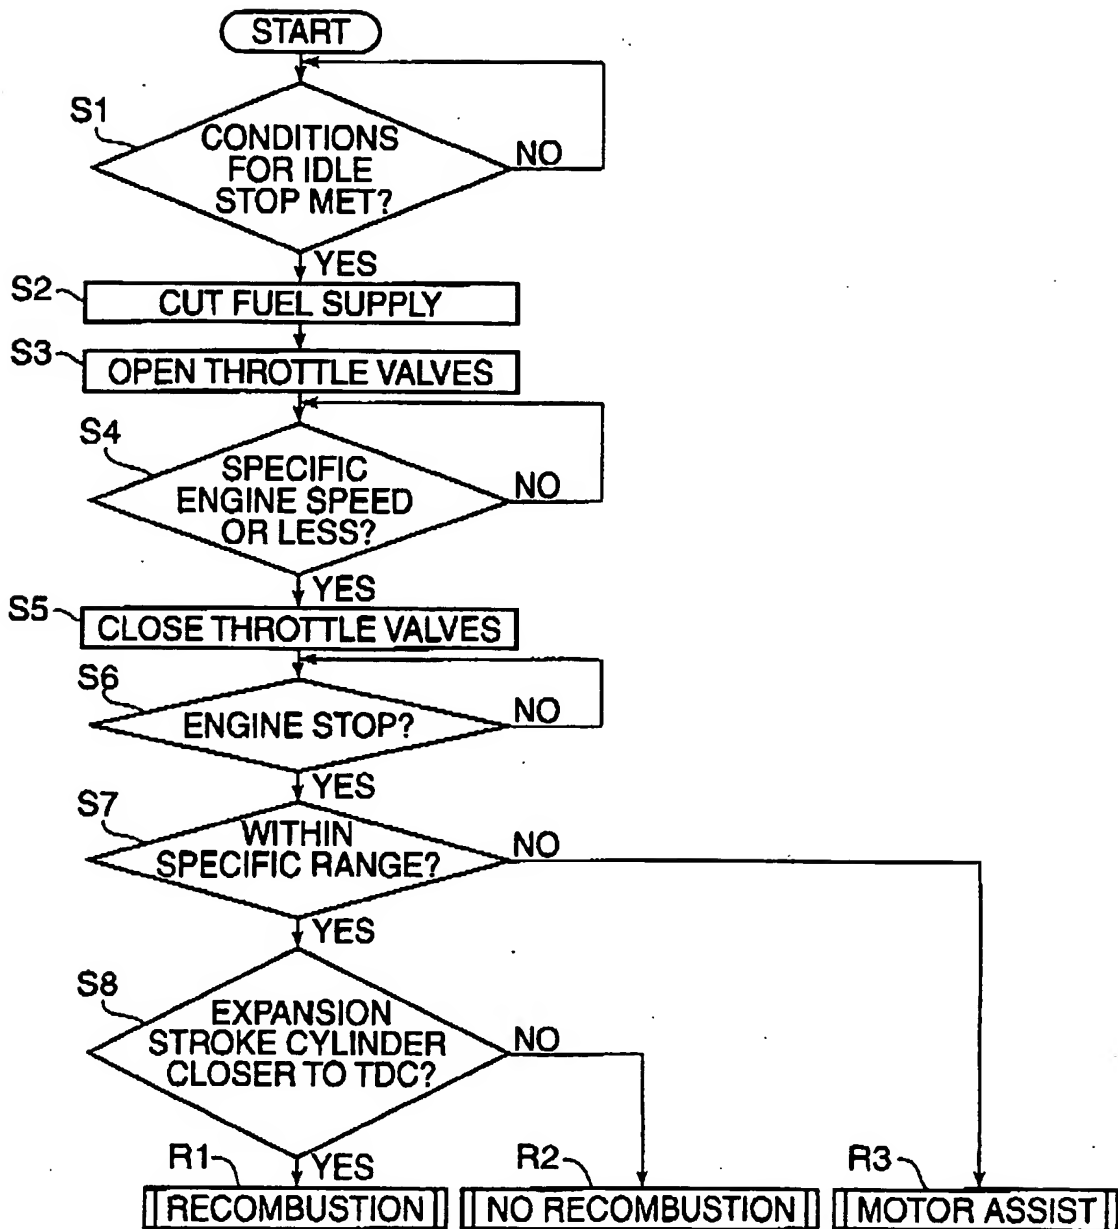 START
S1
CONDITIONS
FOR IDLE
STOP MET?
NO
YES
S2
CUT FUEL SUPPLY
S3
OPEN THROTTLE VALVES
S4
SPECIFIC
ENGINE SPEED
OR LESS?
NO
YES
S5
CLOSE THROTTLE VALVES
S6
ENGINE STOP?
NO
YES
S7
WITHIN
SPECIFIC RANGE?
NO
YES
S8
EXPANSION
STROKE CYLINDER
CLOSER TO TDC?
NO
YES
R1
RECOMBUSTION
R2
NO RECOMBUSTION
R3
MOTOR ASSIST